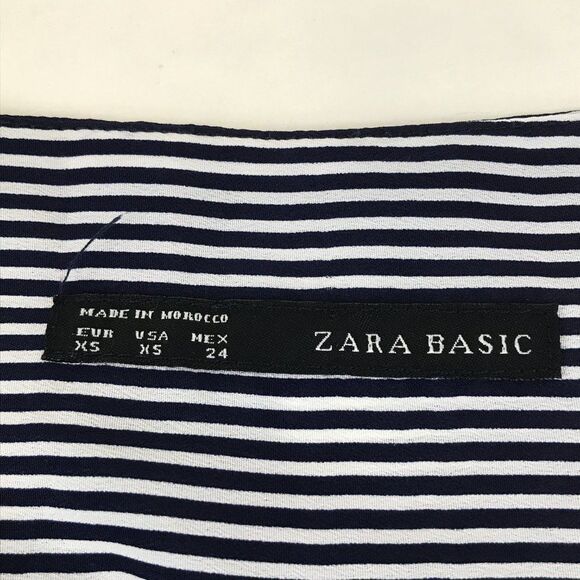 MADE IN MOROCCO
EUR USA MEX
XS XS 24
ZARA BASIC